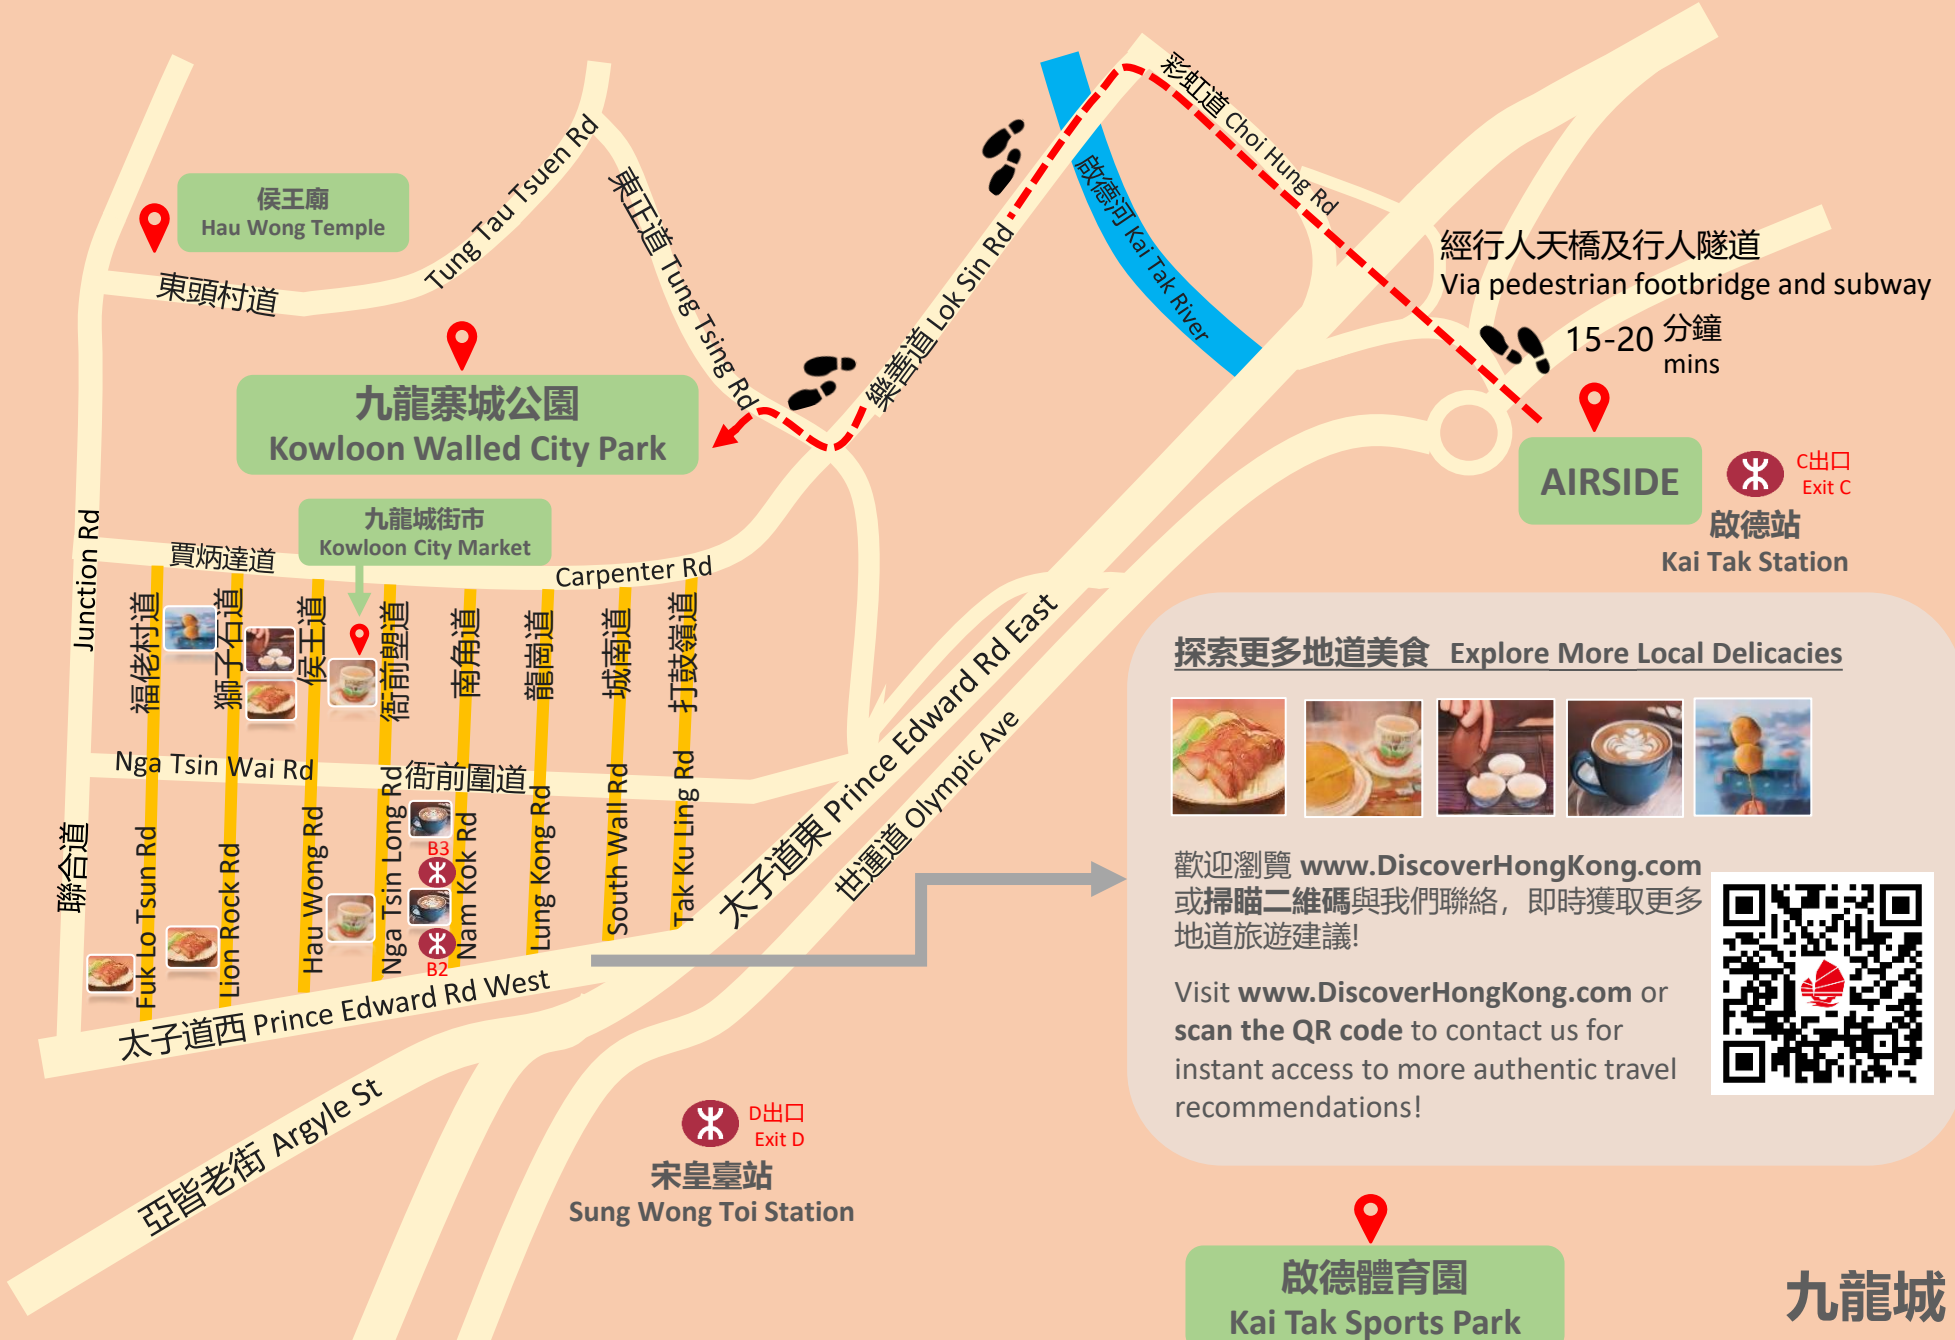 侯王廟
Hau Wong Temple
東頭村道
Tung Tau Tsuen Rd
東正道 Tung Tsing Rd
樂善道 Lok Sin Rd
啟德河 Kai Tak River
彩虹道 Choi Hung Rd
經行人天橋及行人隧道
Via pedestrian footbridge and subway
15-20 分鐘
mins
九龍寨城公園
Kowloon Walled City Park
AIRSIDE
C出口
Exit C
啟德站
Kai Tak Station
九龍城街市
Kowloon City Market
Junction Rd
聯合道
賈炳達道
Carpenter Rd
福佬村道
獅子石道
侯王道
衙前塱道
南角道
龍崗道
城南道
打鼓嶺道
Nga Tsin Wai Rd
衙前圍道
Fuk Lo Tsun Rd
Lion Rock Rd
Hau Wong Rd
Nga Tsin Long Rd
B3
B2
Nam Kok Rd
Lung Kong Rd
South Wall Rd
Tak Ku Ling Rd
太子道東 Prince Edward Rd East
世運道 Olympic Ave
太子道西 Prince Edward Rd West
亞皆老街 Argyle St
D出口
Exit D
宋皇臺站
Sung Wong Toi Station
探索更多地道美食 Explore More Local Delicacies
歡迎瀏覽 www.DiscoverHongKong.com
或掃瞄二維碼與我們聯絡，即時獲取更多
地道旅遊建議!
Visit www.DiscoverHongKong.com or
scan the QR code to contact us for
instant access to more authentic travel
recommendations!
啟德體育園
Kai Tak Sports Park
九龍城